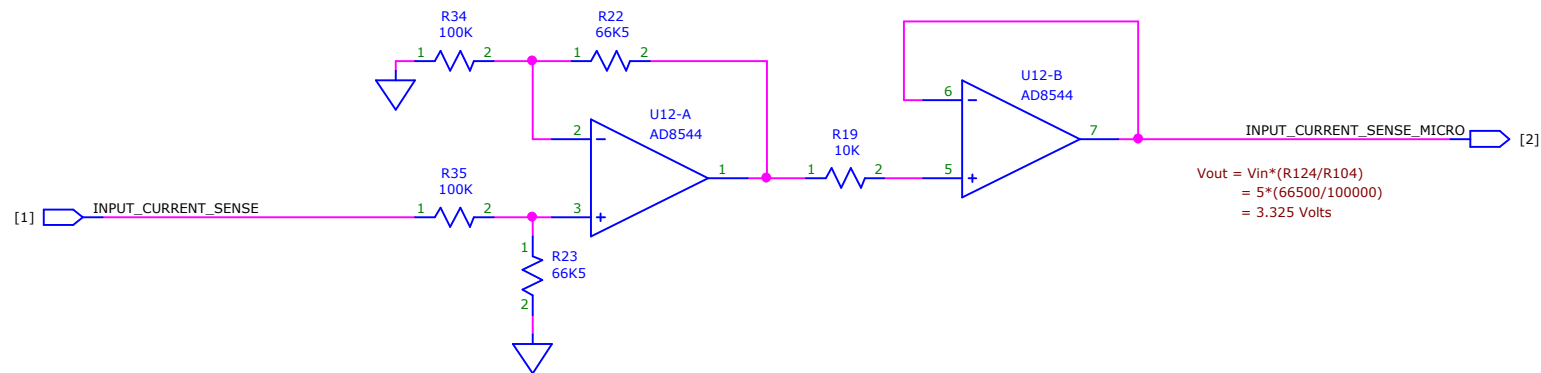 R34
100K
1
2
R22
66K5
1
2
U12-A
AD8544
2
3
1
R35
100K
1
2
[1]
INPUT_CURRENT_SENSE
1
R23
66K5
2
R19
10K
1
2
U12-B
AD8544
6
5
7
INPUT_CURRENT_SENSE_MICRO
[2]
Vout = Vin*(R124/R104)
= 5*(66500/100000)
= 3.325 Volts